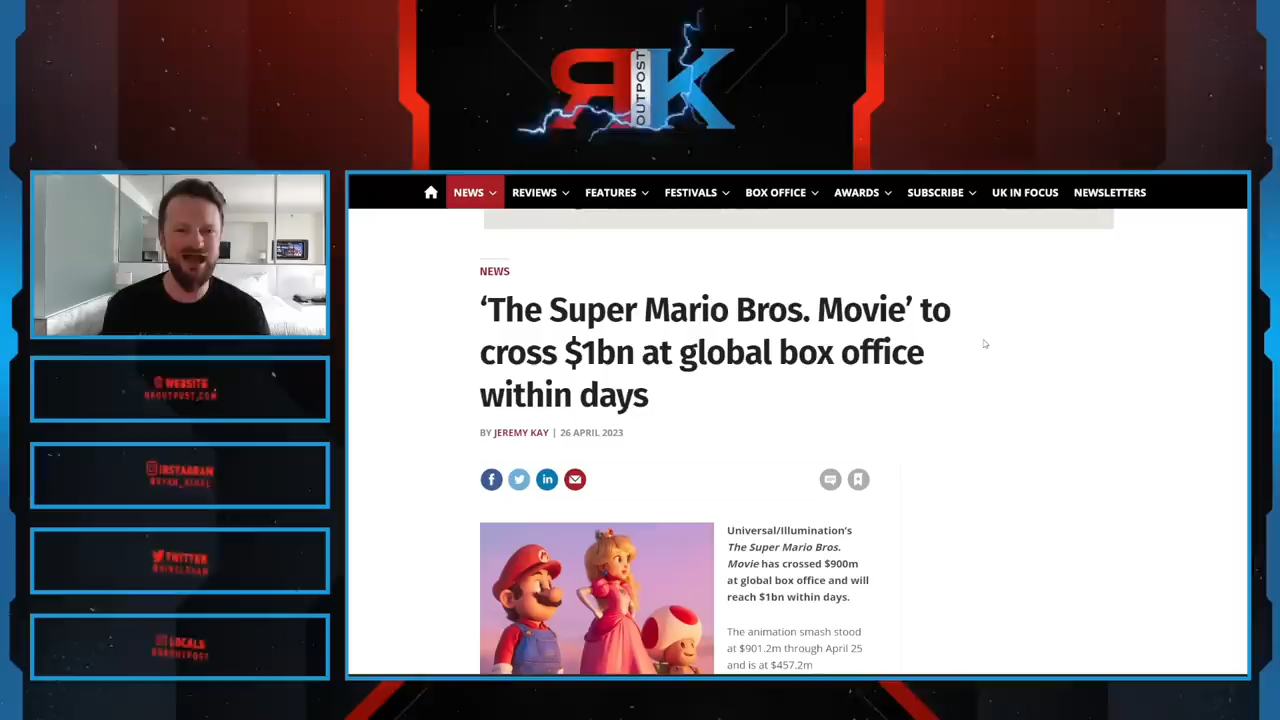 RK
OUTPOST
NEWS
REVIEWS
FEATURES
FESTIVALS
BOX OFFICE
AWARDS
SUBSCRIBE
UK IN FOCUS
NEWSLETTERS
NEWS
‘The Super Mario Bros. Movie’ to
cross $1bn at global box office
within days
BY JEREMY KAY | 26 APRIL 2023
Universal/Illumination’s
The Super Mario Bros.
Movie has crossed $900m
at global box office and will
reach $1bn within days.
The animation smash stood
at $901.2m through April 25
and is at $457.2m
WEBSITE
INSTAGRAM
TWITTER
LOCALS